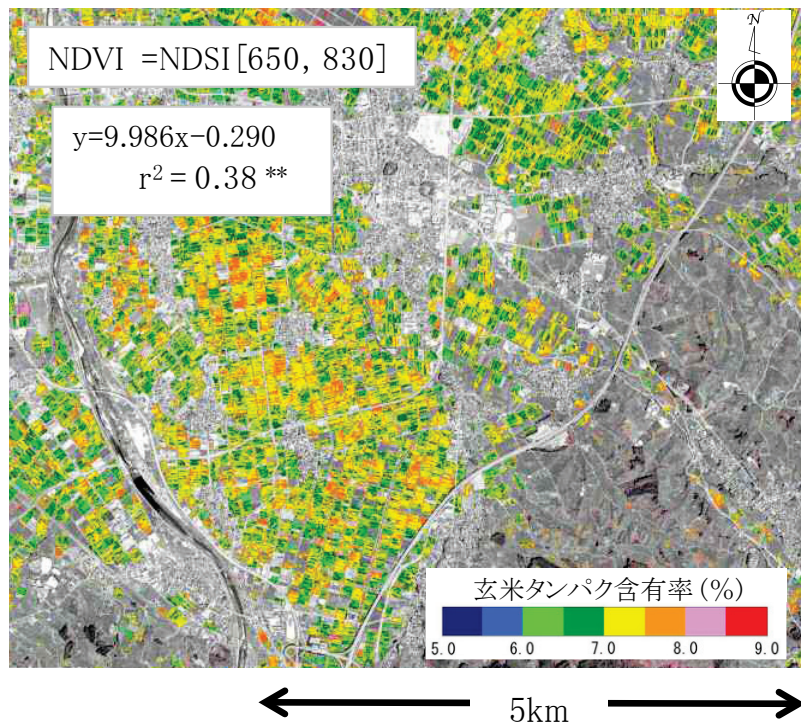 NDVI =NDSI[650, 830]
N
y=9.986x-0.290
r² = 0.38 **
玄米タンパク含有率(%)
5.0 6.0 7.0 8.0 9.0
5km